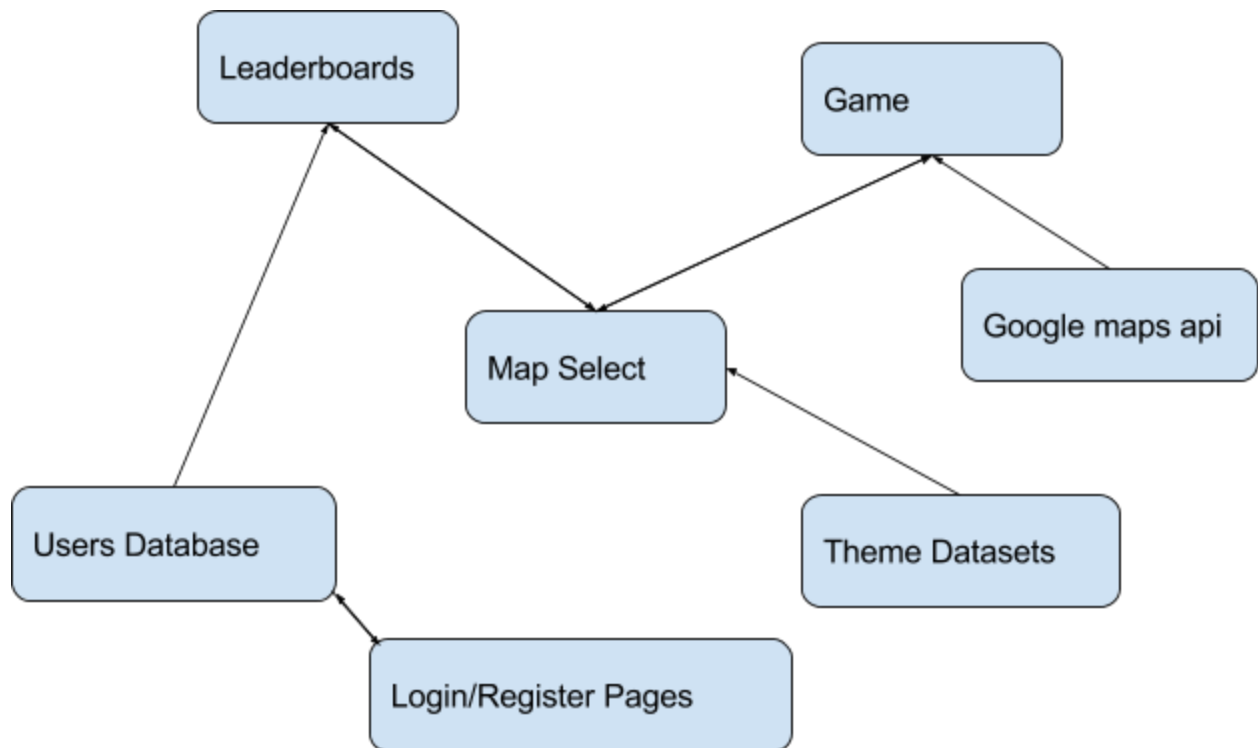 Leaderboards
Game
Google maps api
Map Select
Users Database
Theme Datasets
Login/Register Pages